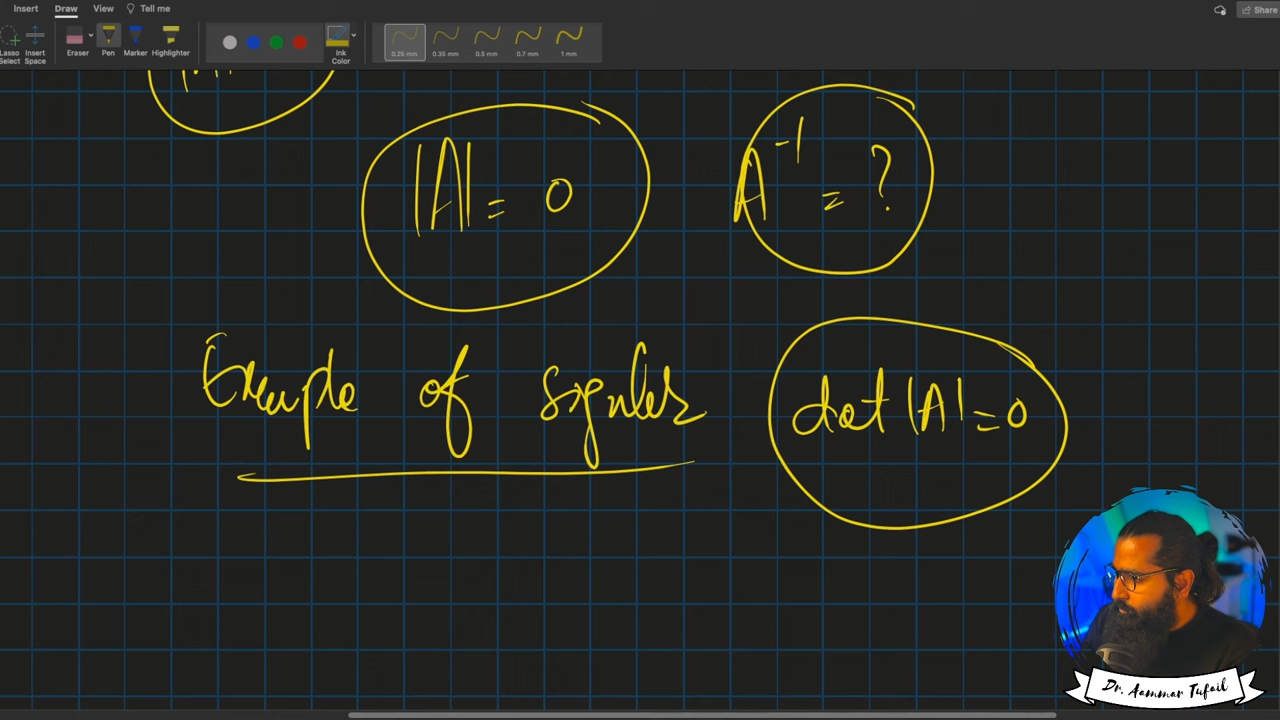 Insert Draw View Tell me
Share
Lasso Select
Insert Space
Eraser
Pen
Marker
Highlighter
Ink Color
0.25 mm
0.35 mm
0.5 mm
0.7 mm
1 mm
|A| = 0
A⁻¹ = ?
Example of singular
det |A| = 0
Dr. Aammar Tufail